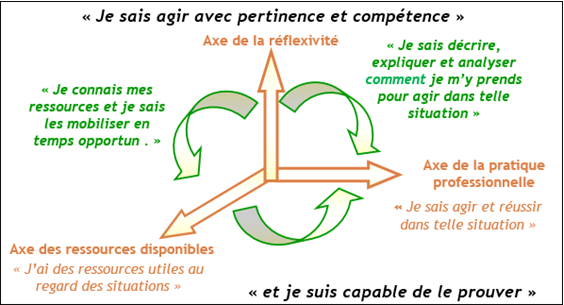 « Je sais agir avec pertinence et compétence »
Axe de la réflexivité
« Je sais décrire,
expliquer et analyser
comment je m’y prends
pour agir dans telle
situation »
« Je connais mes
ressources et je sais
les mobiliser en
temps opportun . »
Axe de la pratique
professionnelle
« Je sais agir et réussir
dans telle situation »
Axe des ressources disponibles
« J’ai des ressources utiles au
regard des situations »
« et je suis capable de le prouver »